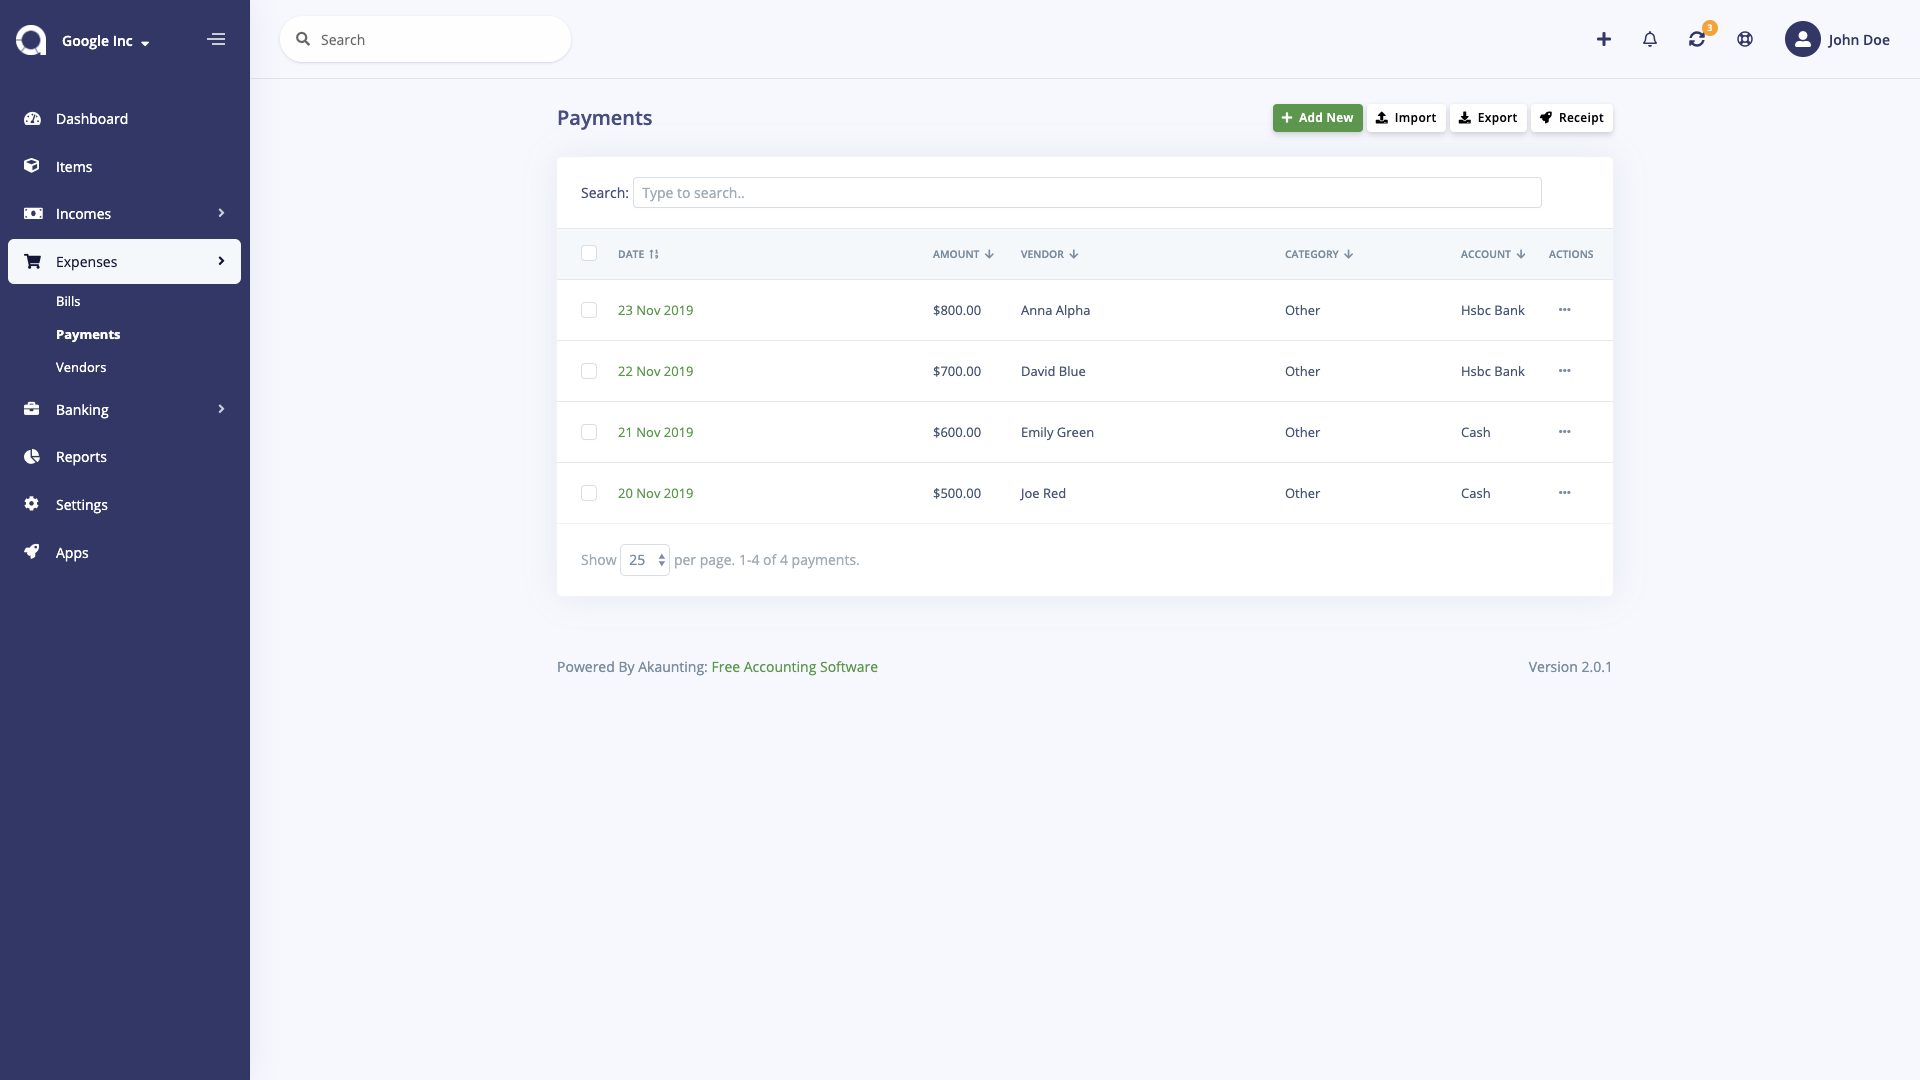 Google Inc
Search
3
John Doe
Dashboard
Items
Incomes
Expenses
Bills
Payments
Vendors
Banking
Reports
Settings
Apps
Payments
Add New
Import
Export
Receipt
Search: Type to search..
DATE AMOUNT VENDOR CATEGORY ACCOUNT ACTIONS
23 Nov 2019 $800.00 Anna Alpha Other Hsbc Bank
22 Nov 2019 $700.00 David Blue Other Hsbc Bank
21 Nov 2019 $600.00 Emily Green Other Cash
20 Nov 2019 $500.00 Joe Red Other Cash
Show 25 per page. 1-4 of 4 payments.
Powered By Akaunting: Free Accounting Software
Version 2.0.1